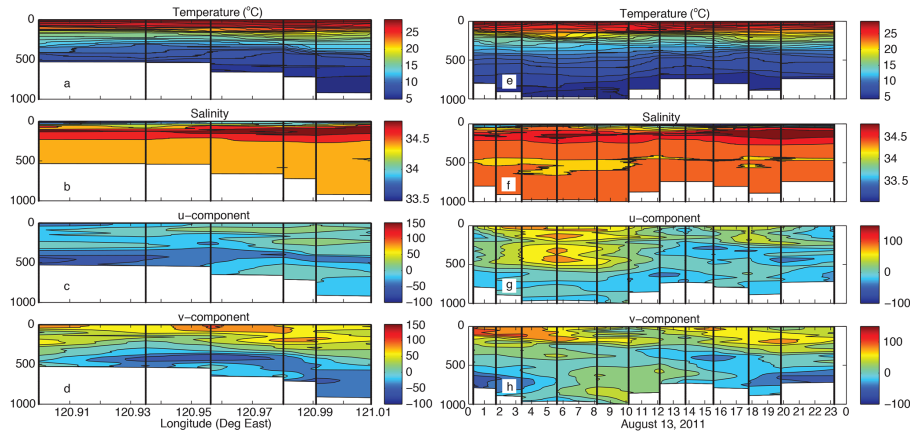 Temperature (°C)
0
500
1000
a
25
20
15
10
5
Salinity
0
500
1000
b
34.5
34
33.5
u-component
0
500
1000
c
150
100
50
0
−50
−100
v-component
0
500
1000
d
150
100
50
0
−50
−100
120.91 120.93 120.95 120.97 120.99 121.01
Longitude (Deg East)
Temperature (°C)
0
500
1000
e
25
20
15
10
5
Salinity
0
500
1000
f
34.5
34
33.5
33
u-component
0
500
1000
g
100
0
−100
v-component
0
500
1000
h
100
0
−100
0 1 2 3 4 5 6 7 8 9 10 11 12 13 14 15 16 17 18 19 20 21 22 23 0
August 13, 2011